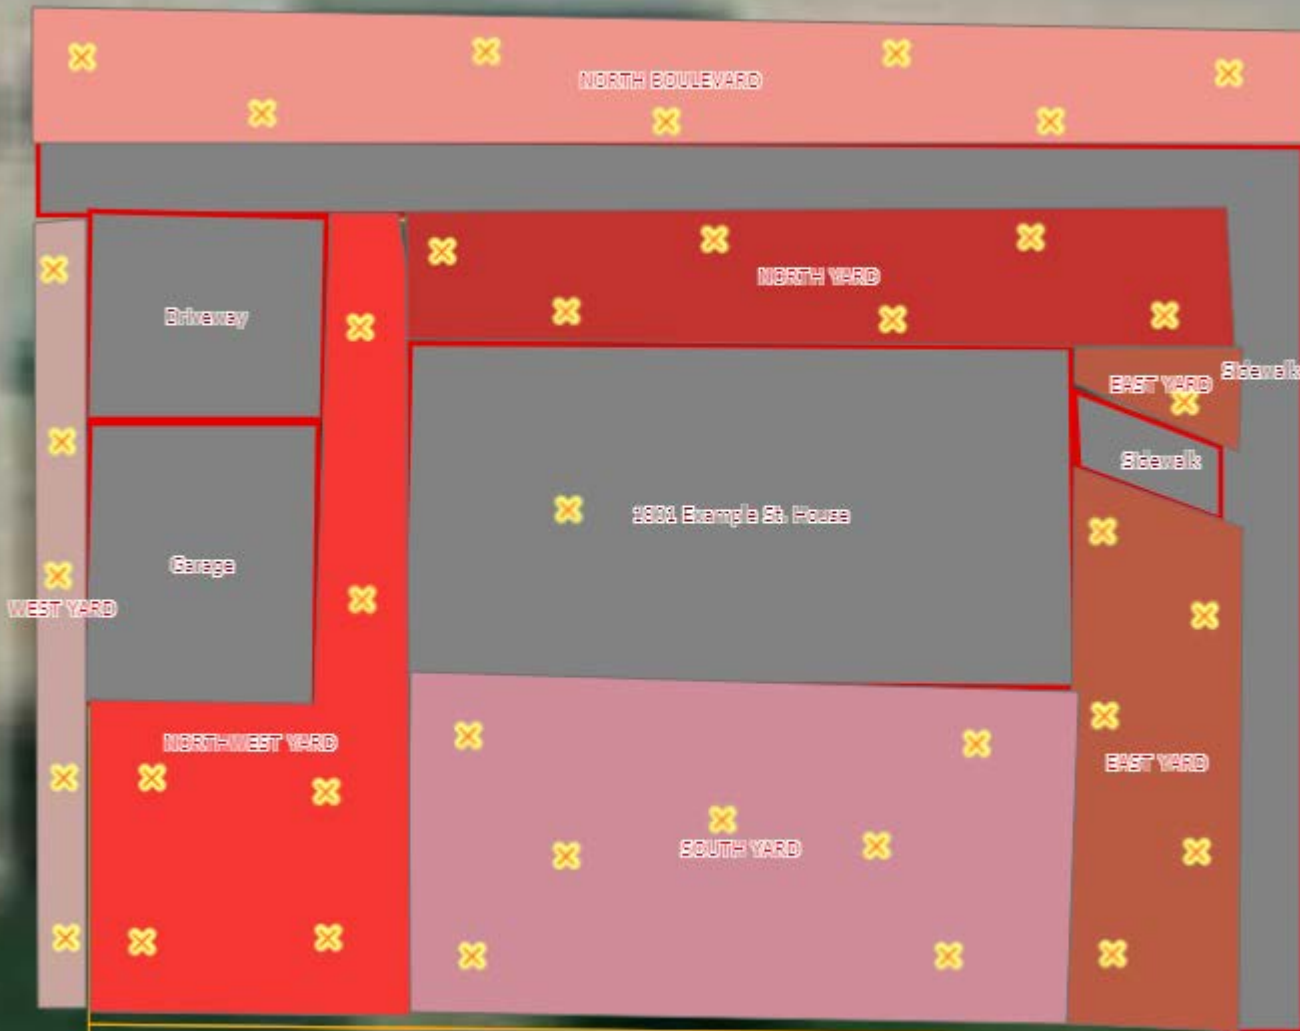 NORTH BOULEVARD
NORTH YARD
Driveway
EAST YARD
Sidewalk
Sidewalk
1801 Example St. House
Garage
WEST YARD
NORTHWEST YARD
EAST YARD
SOUTH YARD